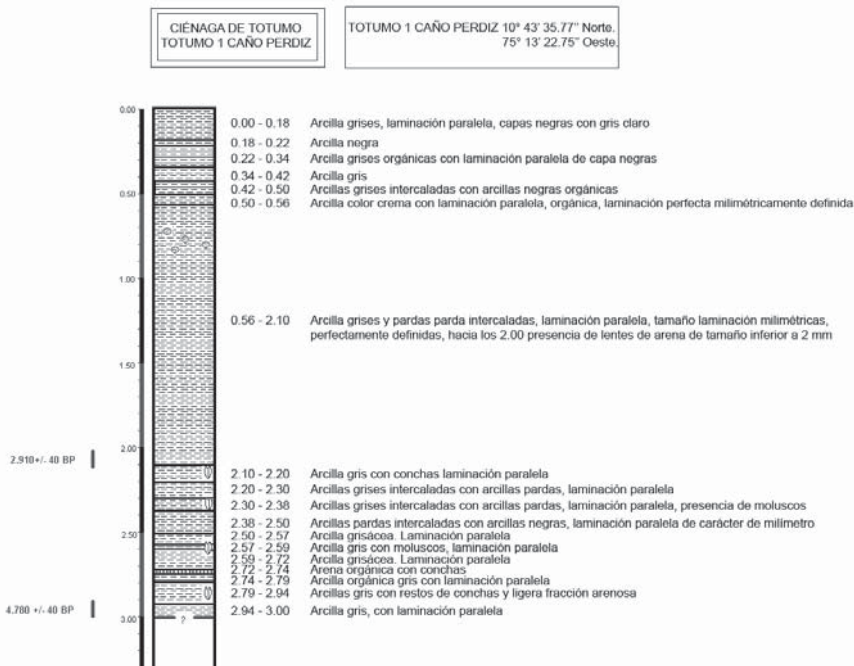 CIÉNAGA DE TOTUMO
TOTUMO 1 CAÑO PERDIZ
TOTUMO 1 CAÑO PERDIZ 10° 43' 35.77" Norte.
75° 13' 22.75" Oeste.
0.00
0.00 - 0.18 Arcilla grises, laminación paralela, capas negras con gris claro
0.18 - 0.22 Arcilla negra
0.22 - 0.34 Arcilla grises orgánicas con laminación paralela de capa negras
0.34 - 0.42 Arcilla gris
0.42 - 0.50 Arcillas grises intercaladas con arcillas negras orgánicas
0.50
0.50 - 0.56 Arcilla color crema con laminación paralela, orgánica, laminación perfecta milimétricamente definida
1.00
0.56 - 2.10 Arcilla grises y pardas parda intercaladas, laminación paralela, tamaño laminación milimétricas,
perfectamente definidas, hacia los 2.00 presencia de lentes de arena de tamaño inferior a 2 mm
1.50
2.00
2.910+/- 40 BP
2.10 - 2.20 Arcilla gris con conchas laminación paralela
2.20 - 2.30 Arcillas grises intercaladas con arcillas pardas, laminación paralela
2.30 - 2.38 Arcillas grises intercaladas con arcillas pardas, laminación paralela, presencia de moluscos
2.38 - 2.50 Arcillas pardas intercaladas con arcillas negras, laminación paralela de carácter de milímetro
2.50
2.50 - 2.57 Arcilla grisácea. Laminación paralela
2.57 - 2.59 Arcilla gris con moluscos, laminación paralela
2.59 - 2.72 Arcilla grisácea. Laminación paralela
2.72 - 2.74 Arena orgánica con conchas
2.74 - 2.79 Arcilla orgánica gris con laminación paralela
2.79 - 2.94 Arcillas gris con restos de conchas y ligera fracción arenosa
4.780 +/- 40 BP
2.94 - 3.00 Arcilla gris, con laminación paralela
3.00
?